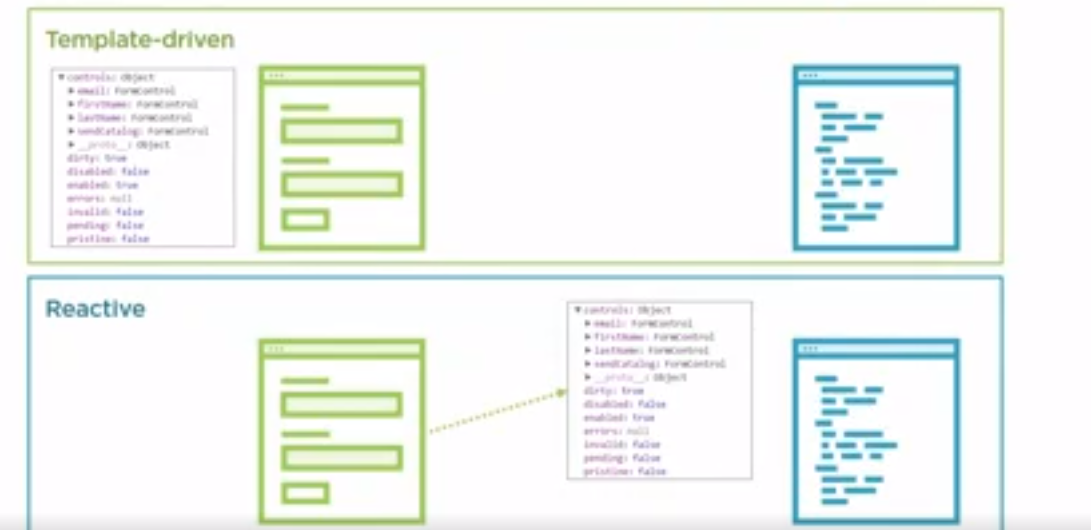 Template-driven
▼ controls: Object
▶ email: FormControl
▶ firstName: FormControl
▶ lastName: FormControl
▶ sendCatalog: FormControl
▶ __proto__: Object
dirty: true
disabled: false
enabled: true
errors: null
invalid: false
pending: false
pristine: false
Reactive
▼ controls: Object
▶ email: FormControl
▶ firstName: FormControl
▶ lastName: FormControl
▶ sendCatalog: FormControl
▶ __proto__: Object
dirty: true
disabled: false
enabled: true
errors: null
invalid: false
pending: false
pristine: false